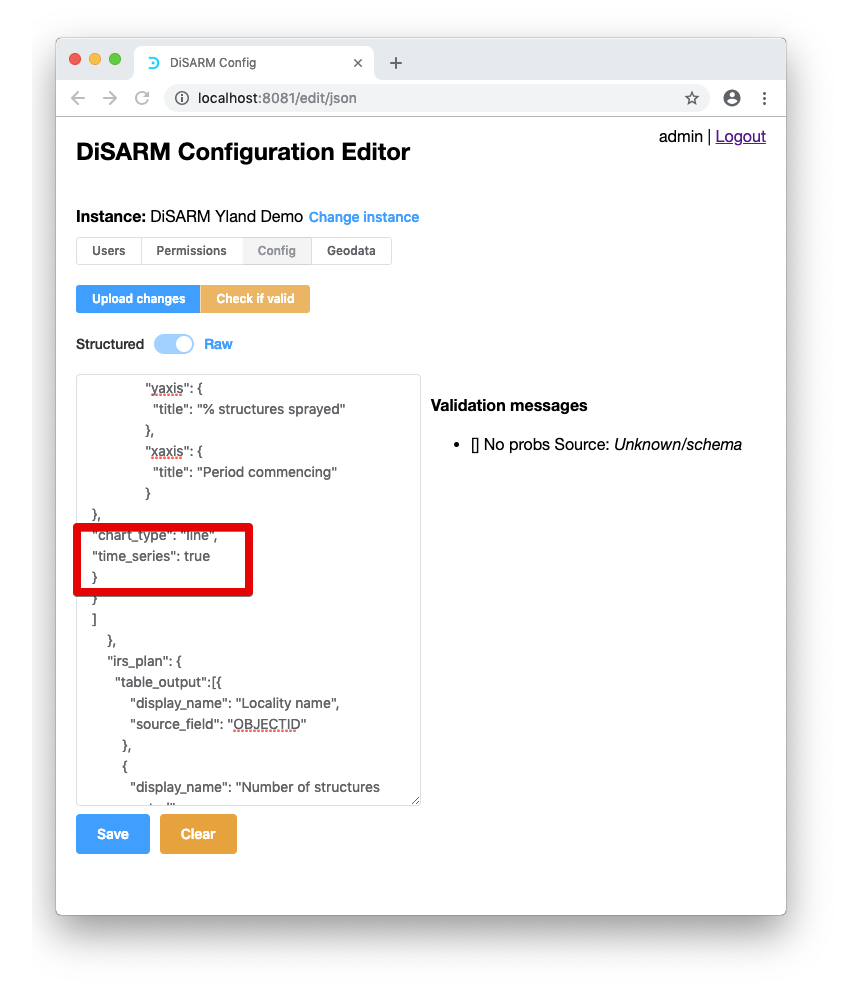 DiSARM Config
localhost:8081/edit/json
admin | Logout
DiSARM Configuration Editor
Instance: DiSARM Yland Demo Change instance
Users Permissions Config Geodata
Upload changes Check if valid
Structured Raw
"yaxis": {
"title": "% structures sprayed"
},
"xaxis": {
"title": "Period commencing"
}
},
"chart_type": "line",
"time_series": true
}
}
]
},
"irs_plan": {
"table_output":[{
"display_name": "Locality name",
"source_field": "OBJECTID"
},
{
"display_name": "Number of structures
Validation messages
• [] No probs Source: Unknown/schema
Save Clear